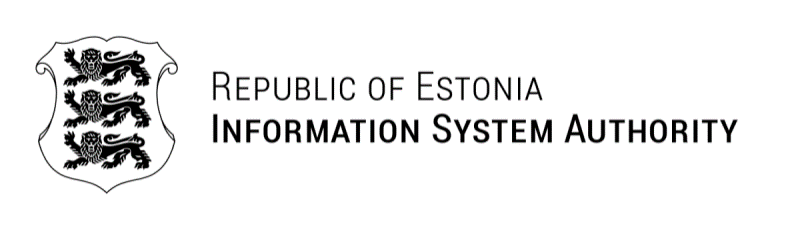 Republic of Estonia
Information System Authority